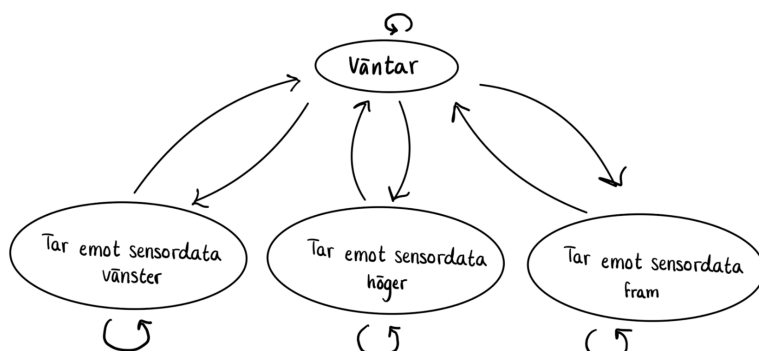 Väntar
Tar emot sensordata
vänster
Tar emot sensordata
höger
Tar emot sensordata
fram